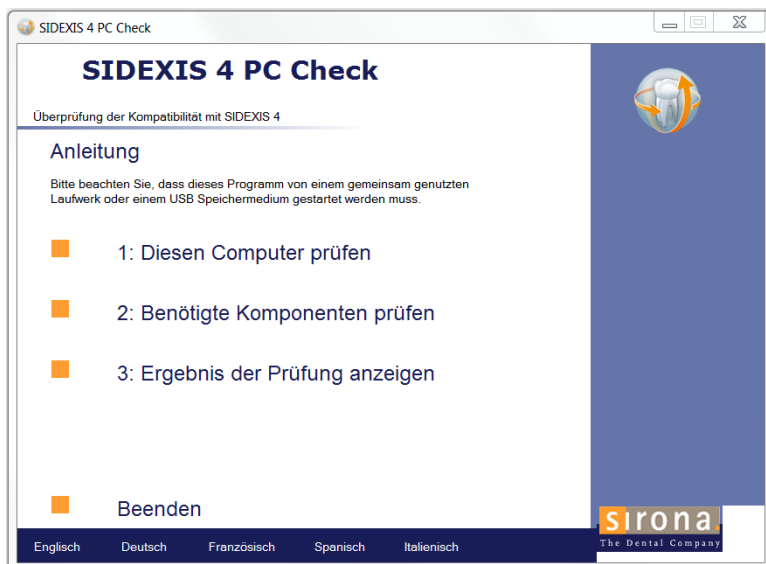 SIDEXIS 4 PC Check
SIDEXIS 4 PC Check
Überprüfung der Kompatibilität mit SIDEXIS 4
Anleitung
Bitte beachten Sie, dass dieses Programm von einem gemeinsam genutzten
Laufwerk oder einem USB Speichermedium gestartet werden muss.
1: Diesen Computer prüfen
2: Benötigte Komponenten prüfen
3: Ergebnis der Prüfung anzeigen
Beenden
sirona.
The Dental Company
Englisch Deutsch Französisch Spanisch Italienisch